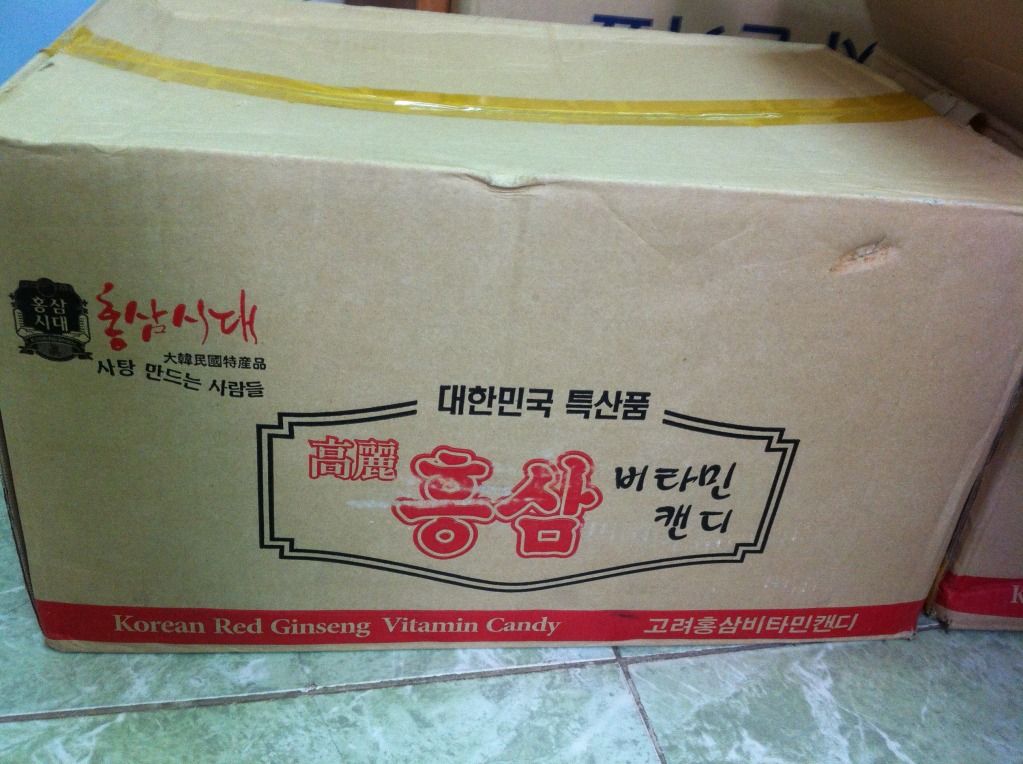 홍삼
시대
홍삼시대
大韓民國特産品
사탕 만드는 사람들
대한민국 특산품
高麗 홍삼 버타민
캔디
Korean Red Ginseng Vitamin Candy 고려홍삼비타민캔디